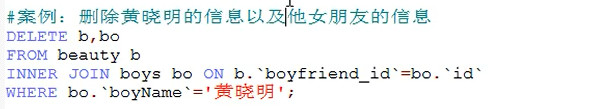 #案例：删除黄晓明的信息以及他女朋友的信息
DELETE b,bo
FROM beauty b
INNER JOIN boys bo ON b.`boyfriend_id`=bo.`id`
WHERE bo.`boyName`='黄晓明';